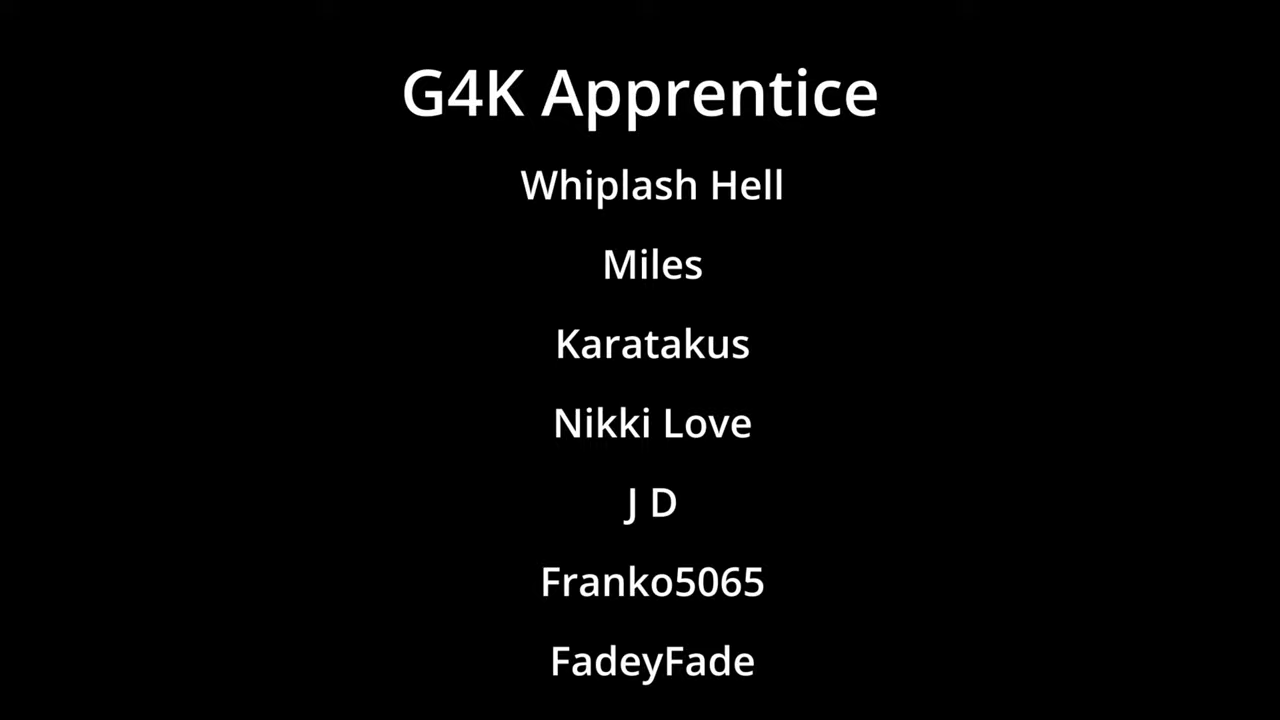 G4K Apprentice
Whiplash Hell
Miles
Karatakus
Nikki Love
J D
Franko5065
FadeyFade